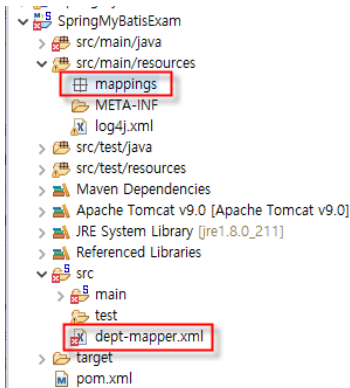 SpringMyBatisExam
src/main/java
src/main/resources
mappings
META-INF
log4j.xml
src/test/java
src/test/resources
Maven Dependencies
Apache Tomcat v9.0 [Apache Tomcat v9.0]
JRE System Library [jre1.8.0_211]
Referenced Libraries
src
main
test
dept-mapper.xml
target
pom.xml